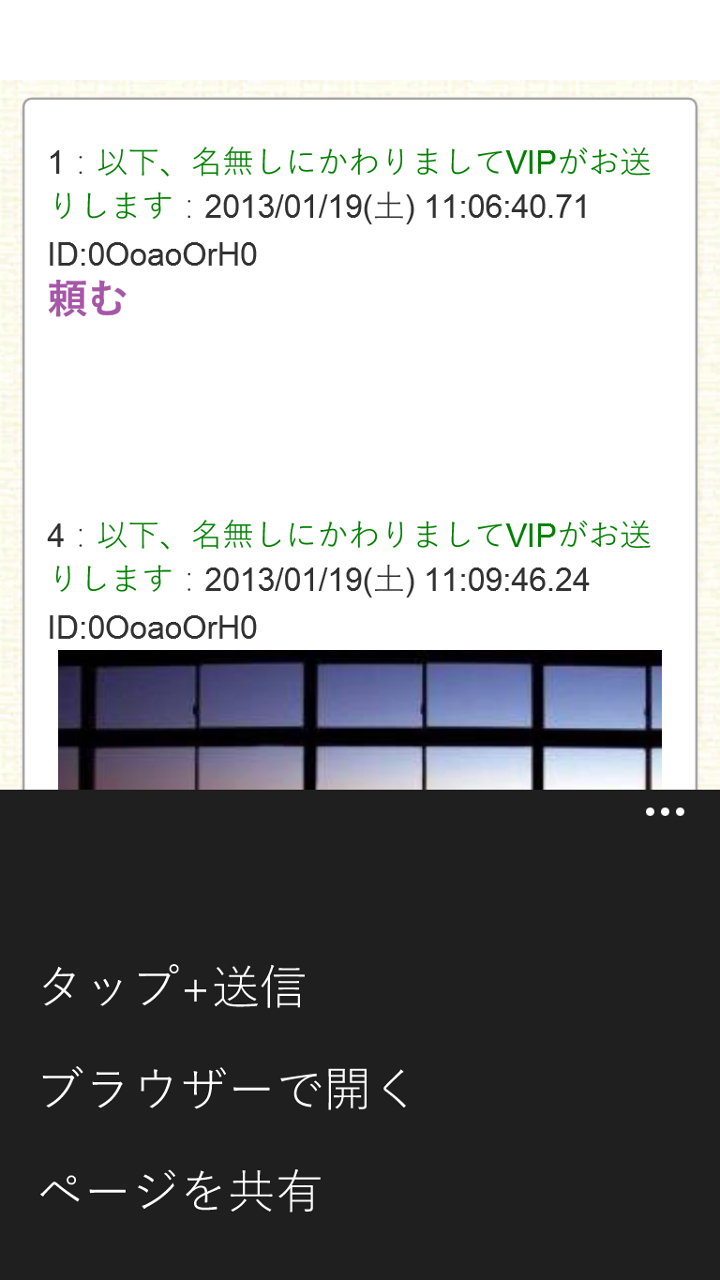 1 : 以下、名無しにかわりましてVIPがお送
りします : 2013/01/19(土) 11:06:40.71
ID:0OoaoOrH0
頼む
4 : 以下、名無しにかわりましてVIPがお送
りします : 2013/01/19(土) 11:09:46.24
ID:0OoaoOrH0
タップ+送信
ブラウザーで開く
ページを共有